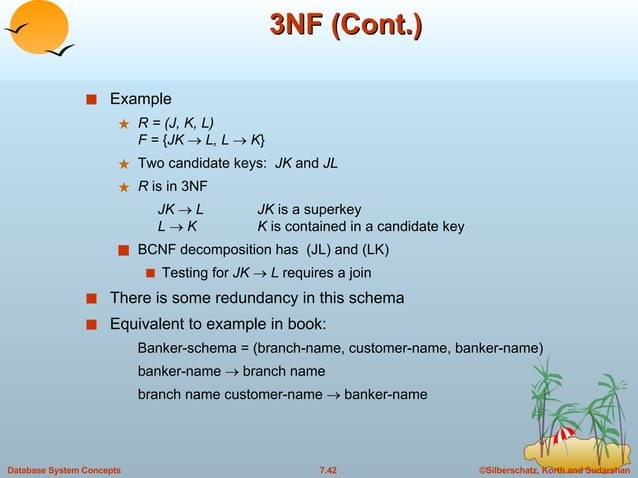 3NF (Cont.)
Example
R = (J, K, L)
F = {JK → L, L → K}
Two candidate keys: JK and JL
R is in 3NF
JK → L JK is a superkey
L → K K is contained in a candidate key
BCNF decomposition has (JL) and (LK)
Testing for JK → L requires a join
There is some redundancy in this schema
Equivalent to example in book:
Banker-schema = (branch-name, customer-name, banker-name)
banker-name → branch name
branch name customer-name → banker-name
Database System Concepts 7.42 ©Silberschatz, Korth and Sudarshan